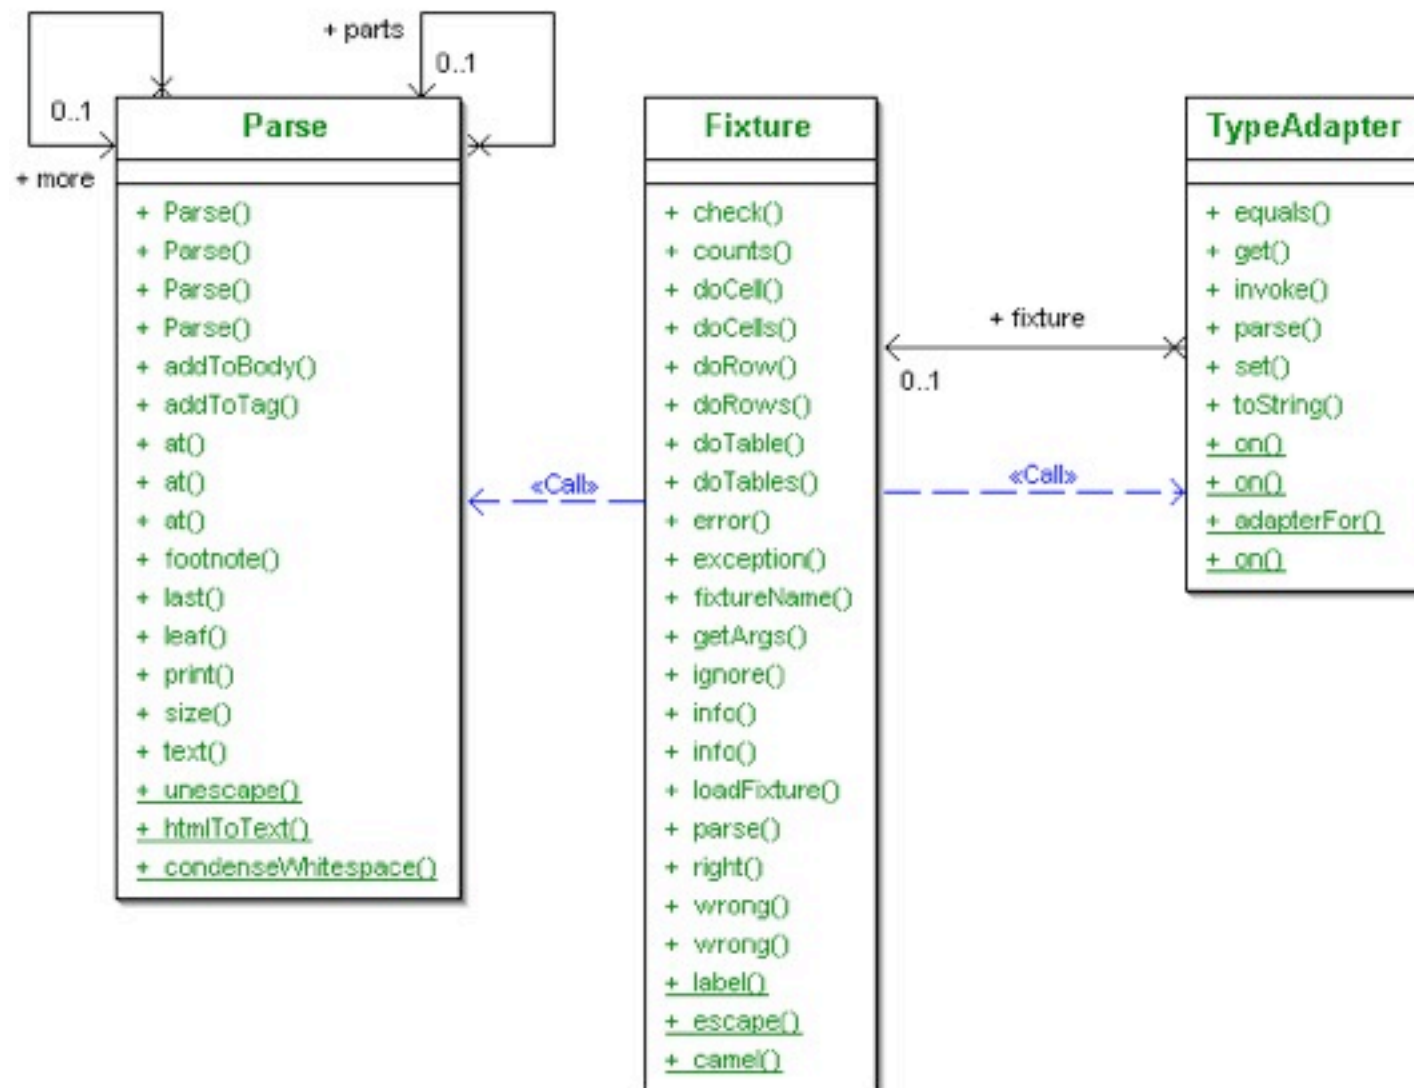 + parts
0..1
0..1
+ more
Parse
+ Parse()
+ Parse()
+ Parse()
+ Parse()
+ addToBody()
+ addToTag()
+ at()
+ at()
+ at()
+ footnote()
+ last()
+ leaf()
+ print()
+ size()
+ text()
+ unescape()
+ htmlToText()
+ condenseWhitespace()
«Call»
Fixture
+ check()
+ counts()
+ doCell()
+ doCells()
+ doRow()
+ doRows()
+ doTable()
+ doTables()
+ error()
+ exception()
+ fixtureName()
+ getArgs()
+ ignore()
+ info()
+ info()
+ loadFixture()
+ parse()
+ right()
+ wrong()
+ wrong()
+ label()
+ escape()
+ camel()
+ fixture
0..1
«Call»
TypeAdapter
+ equals()
+ get()
+ invoke()
+ parse()
+ set()
+ toString()
+ on()
+ on()
+ adapterFor()
+ on()